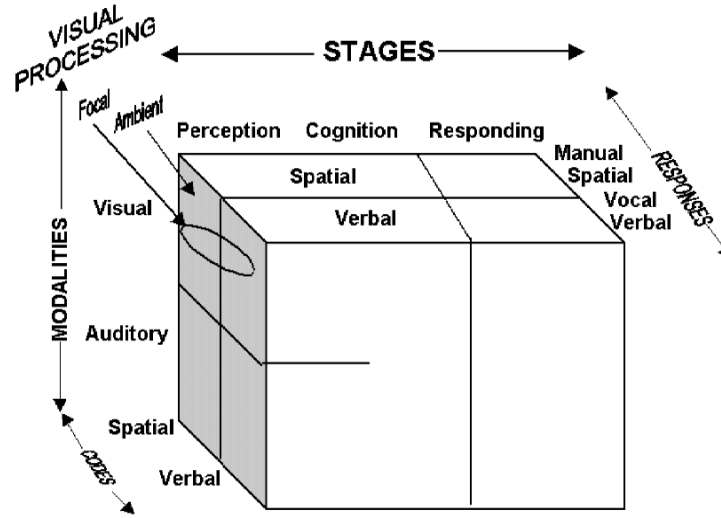 VISUAL
PROCESSING
STAGES
Focal
Ambient
Perception Cognition Responding
Manual
Spatial
Spatial
Vocal
Verbal
Visual
Verbal
RESPONSES
MODALITIES
Auditory
Spatial
Verbal
CODES